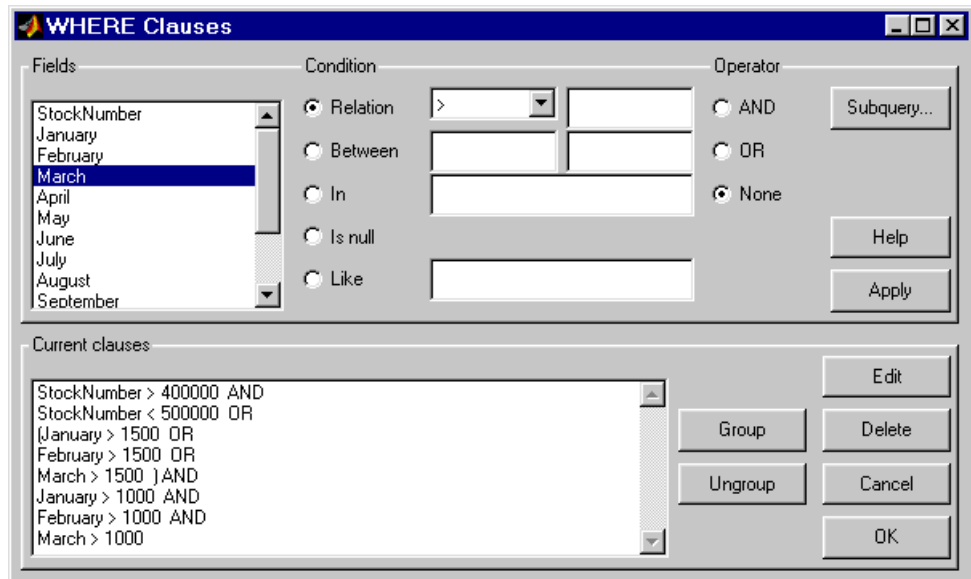 WHERE Clauses
Fields
Condition
Operator
StockNumber
January
February
March
April
May
June
July
August
September
Relation
>
Between
In
Is null
Like
AND
OR
None
Subquery...
Help
Apply
Current clauses
StockNumber > 400000 AND
StockNumber < 500000 OR
(January > 1500 OR
February > 1500 OR
March > 1500 ) AND
January > 1000 AND
February > 1000 AND
March > 1000
Group
Ungroup
Edit
Delete
Cancel
OK